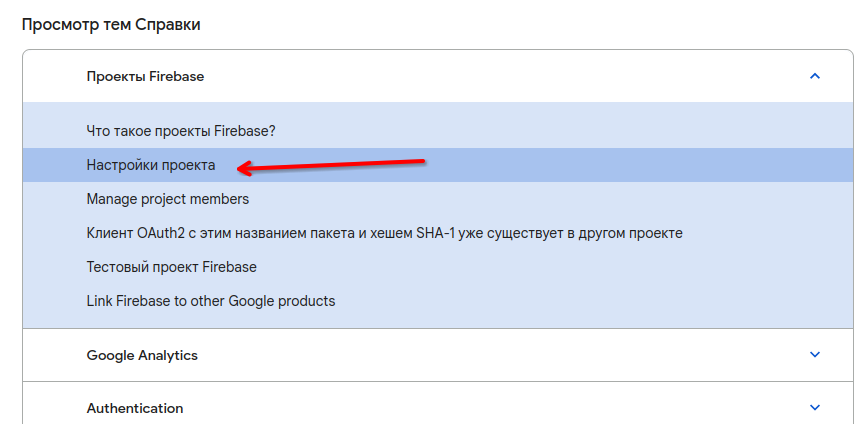 Просмотр тем Справки
Проекты Firebase
Что такое проекты Firebase?
Настройки проекта
Manage project members
Клиент OAuth2 с этим названием пакета и хешем SHA-1 уже существует в другом проекте
Тестовый проект Firebase
Link Firebase to other Google products
Google Analytics
Authentication